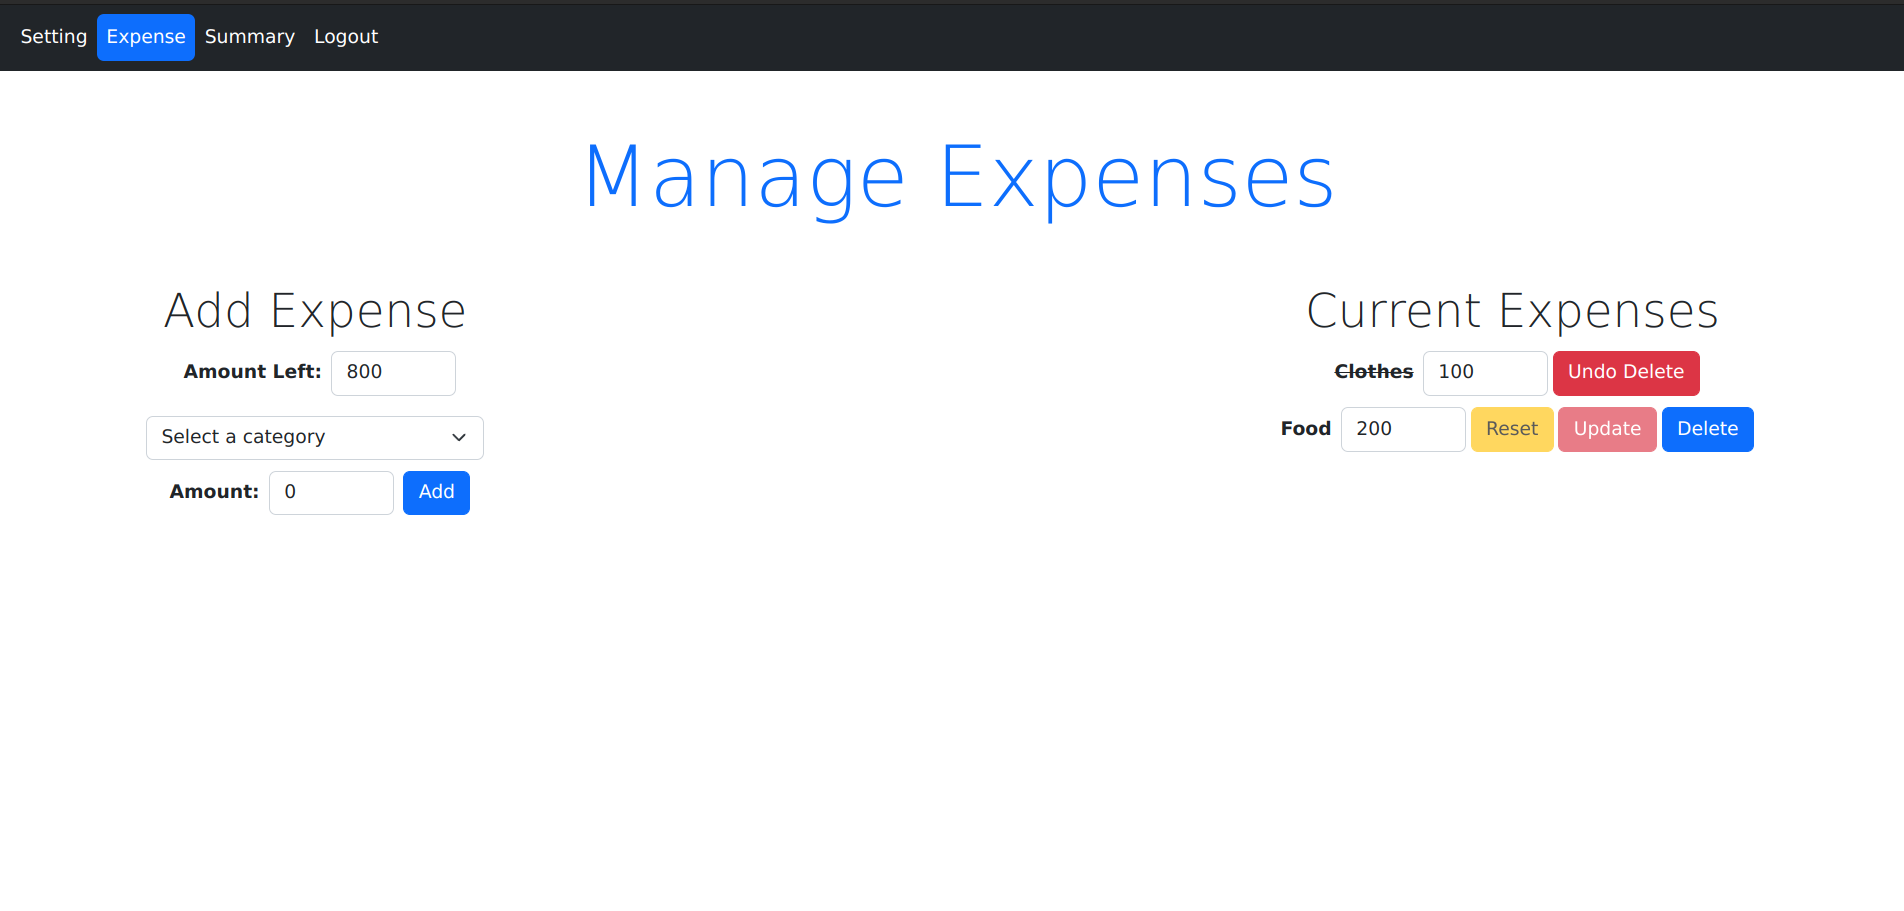 Setting Expense Summary Logout
Manage Expenses
Add Expense
Amount Left: 800
Select a category
Amount: 0 Add
Current Expenses
Clothes 100 Undo Delete
Food 200 Reset Update Delete